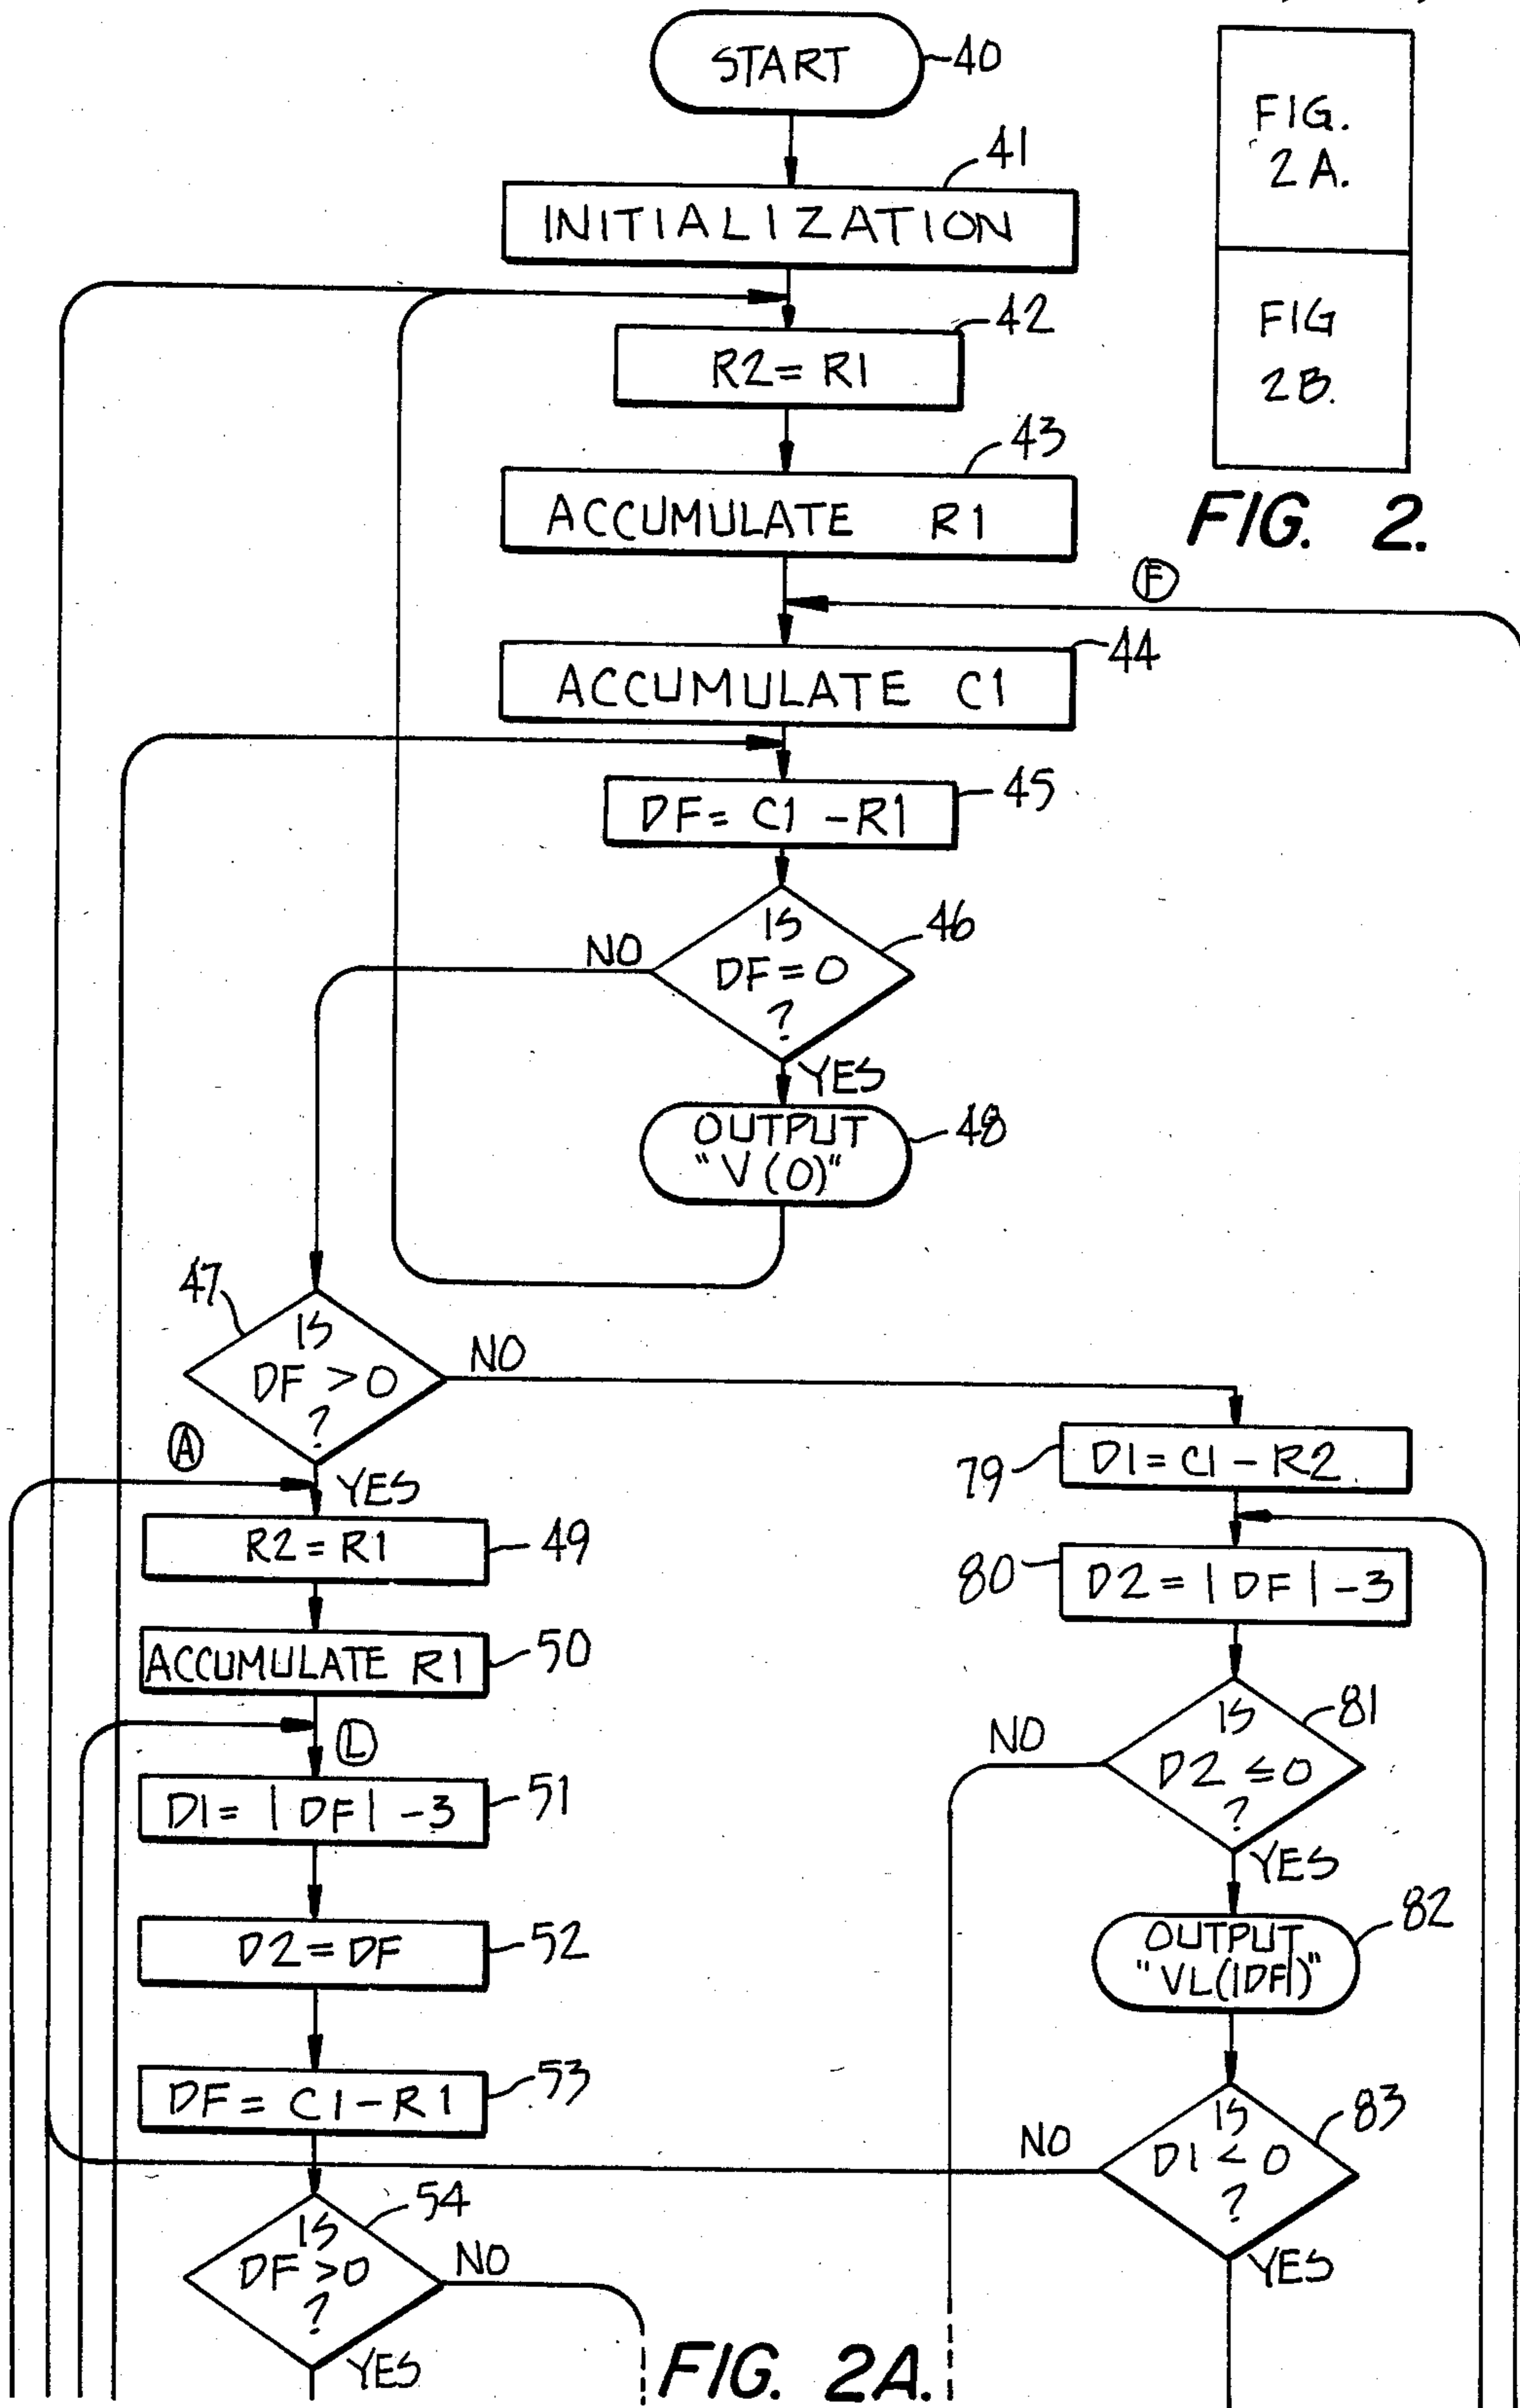 START
40
FIG.
2A.
41
INITIALIZATION
FIG
2B.
42
R2 = R1
43
ACCUMULATE R1
FIG. 2.
F
44
ACCUMULATE C1
45
DF = C1 - R1
46
IS
DF = 0
?
NO
YES
OUTPUT
"V(0)"
48
47
IS
DF > 0
?
NO
A
YES
79
D1 = C1 - R2
R2 = R1
49
80
D2 = |DF| - 3
ACCUMULATE R1
50
L
81
IS
D2 ≤ 0
?
NO
YES
D1 = |DF| - 3
51
82
OUTPUT
"VL(|DF|)"
D2 = DF
52
DF = C1 - R1
53
83
IS
D1 < 0
?
NO
YES
54
IS
DF > 0
?
NO
YES
FIG. 2A.